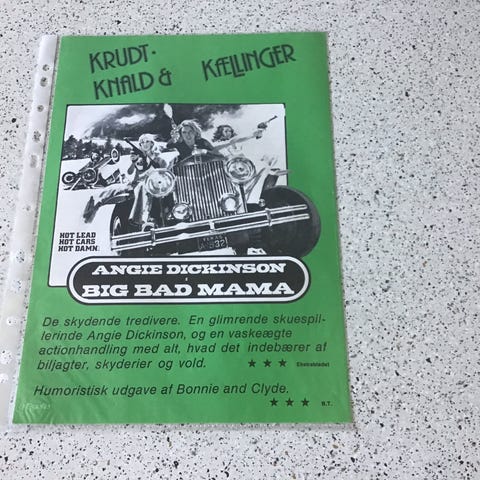 KRUDT·
KNALD & KÆLLINGER
HOT LEAD
HOT CARS
HOT DAMN!
TEXAS
ANGIE DICKINSON
BIG BAD MAMA
De skydende tredivere. En glimrende skuespil-
lerinde Angie Dickinson, og en vaskeægte
actionhandling med alt, hvad det indebærer af
biljagter, skyderier og vold. ★ ★ ★ Ekstrabladet
Humoristisk udgave af Bonnie and Clyde.
★ ★ ★ B.T.